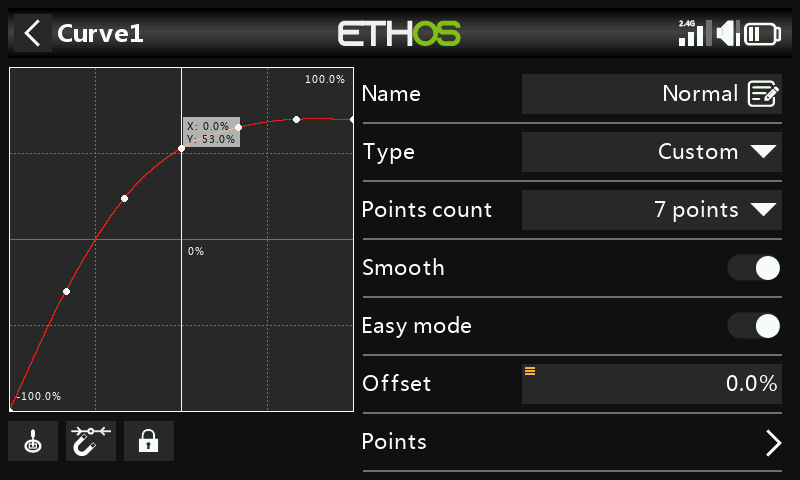 Curve1
ETHOS
2.4G
100.0%
X: 0.0%
Y: 53.0%
0%
-100.0%
Name
Normal
Type
Custom
Points count
7 points
Smooth
Easy mode
Offset
0.0%
Points